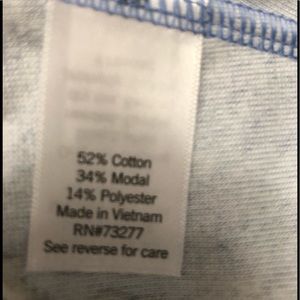 52% Cotton
34% Modal
14% Polyester
Made in Vietnam
RN#73277
See reverse for care